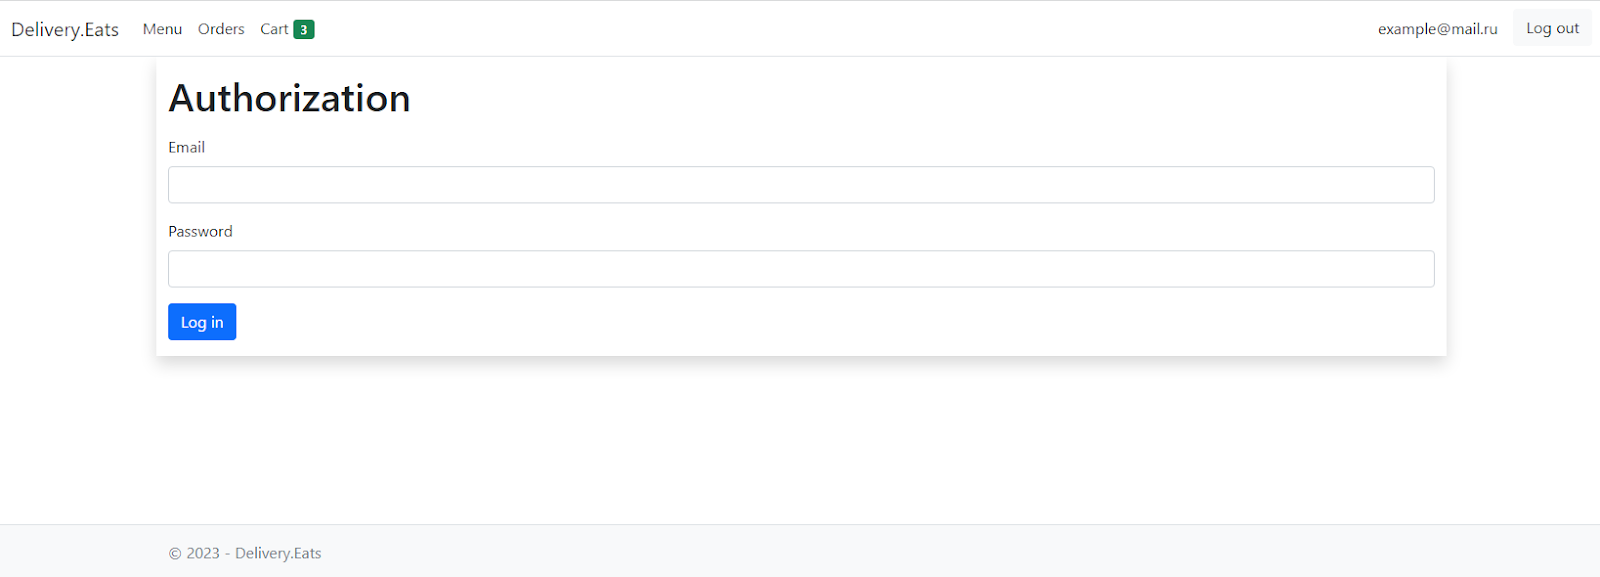 Delivery.Eats Menu Orders Cart 3 example@mail.ru Log out
Authorization
Email
Password
Log in
© 2023 - Delivery.Eats